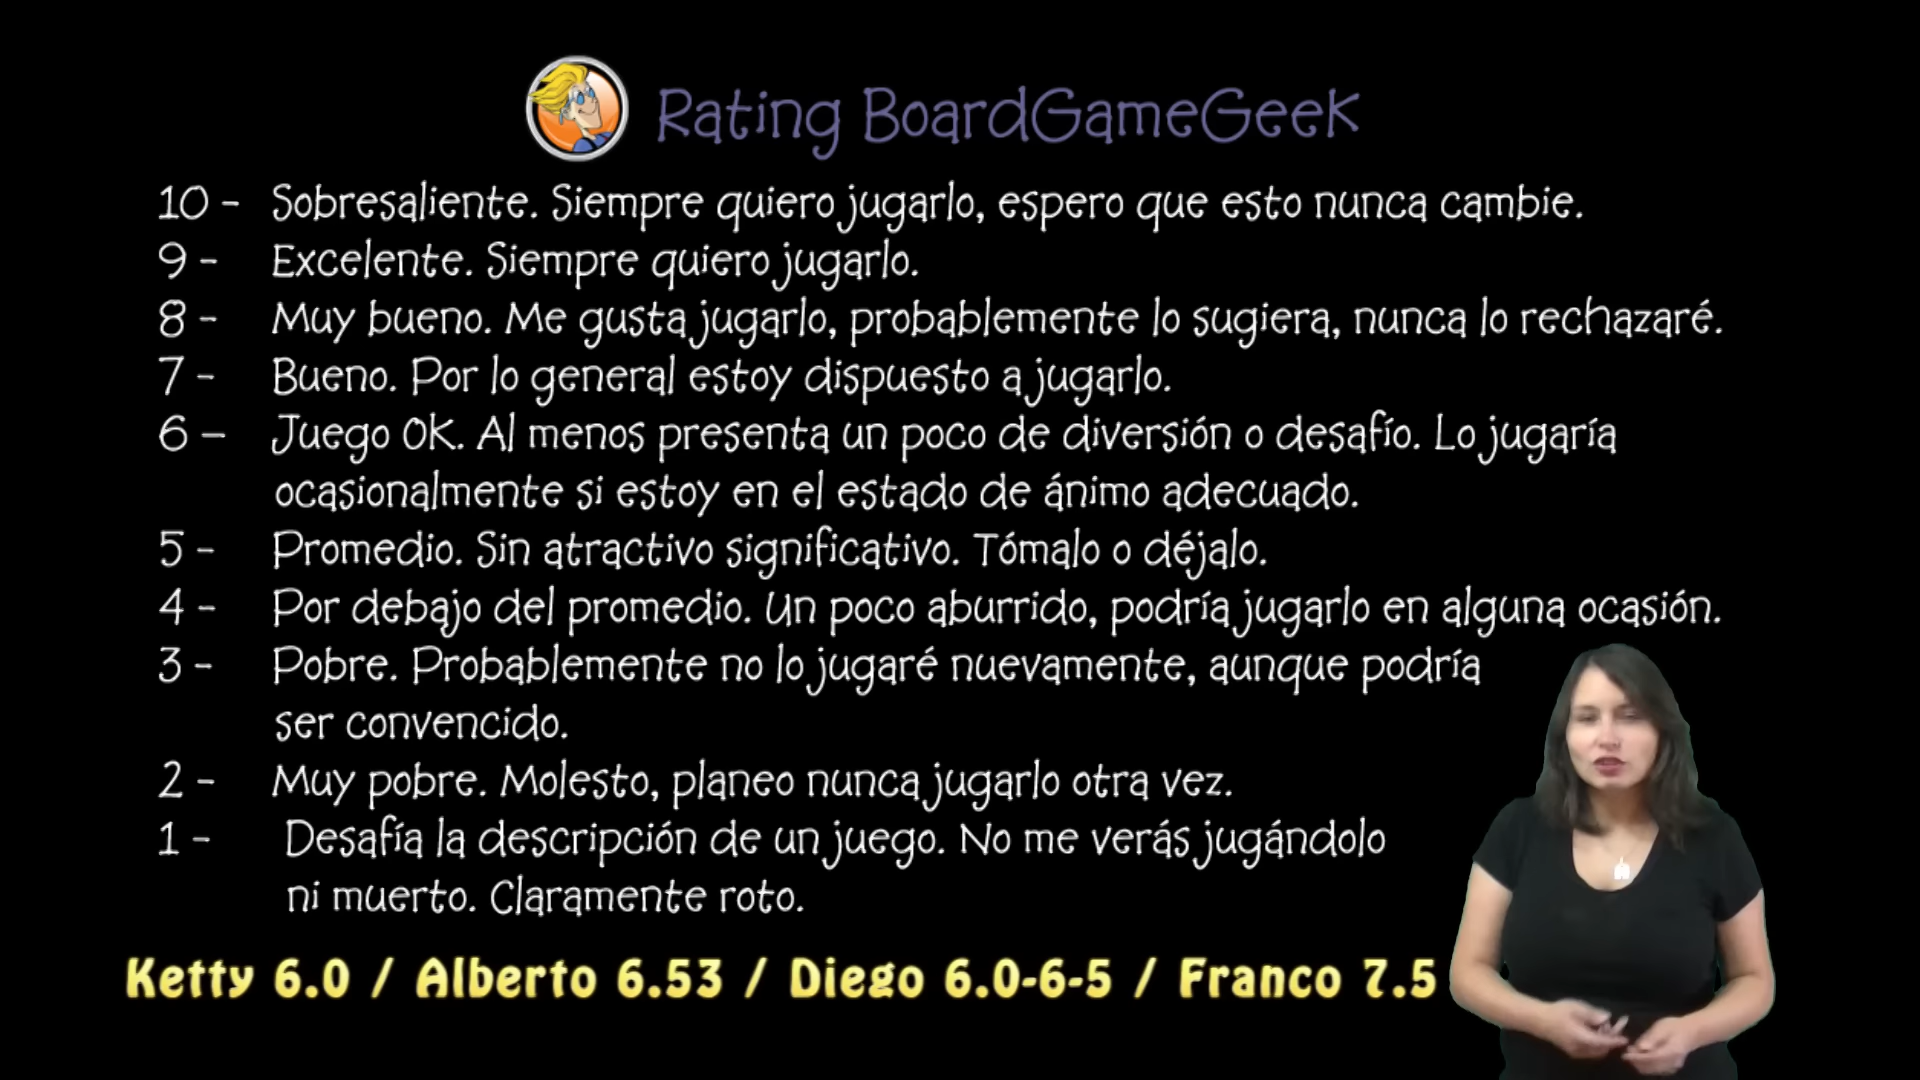 Rating BoardGameGeek
10 - Sobresaliente. Siempre quiero jugarlo, espero que esto nunca cambie.
9 - Excelente. Siempre quiero jugarlo.
8 - Muy bueno. Me gusta jugarlo, probablemente lo sugiera, nunca lo rechazaré.
7 - Bueno. Por lo general estoy dispuesto a jugarlo.
6 – Juego OK. Al menos presenta un poco de diversión o desafío. Lo jugaría
ocasionalmente si estoy en el estado de ánimo adecuado.
5 - Promedio. Sin atractivo significativo. Tómalo o déjalo.
4 - Por debajo del promedio. Un poco aburrido, podría jugarlo en alguna ocasión.
3 - Pobre. Probablemente no lo jugaré nuevamente, aunque podría
ser convencido.
2 - Muy pobre. Molesto, planeo nunca jugarlo otra vez.
1 - Desafía la descripción de un juego. No me verás jugándolo
ni muerto. Claramente roto.
Ketty 6.0 / Alberto 6.53 / Diego 6.0-6-5 / Franco 7.5